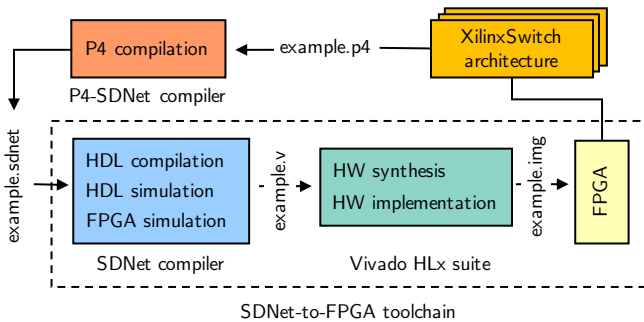 P4 compilation
example.p4
XilinxSwitch
architecture
P4-SDNet compiler
example.sdnet
HDL compilation
HDL simulation
FPGA simulation
example.v
HW synthesis
HW implementation
example.img
FPGA
SDNet compiler
Vivado HLx suite
SDNet-to-FPGA toolchain